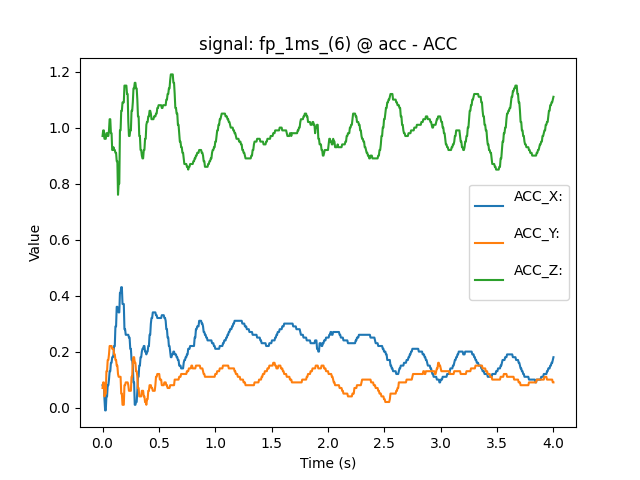 signal: fp_1ms_(6) @ acc - ACC
1.2
1.0
0.8
0.6
0.4
0.2
0.0
Value
ACC_X:
ACC_Y:
ACC_Z:
0.0 0.5 1.0 1.5 2.0 2.5 3.0 3.5 4.0
Time (s)